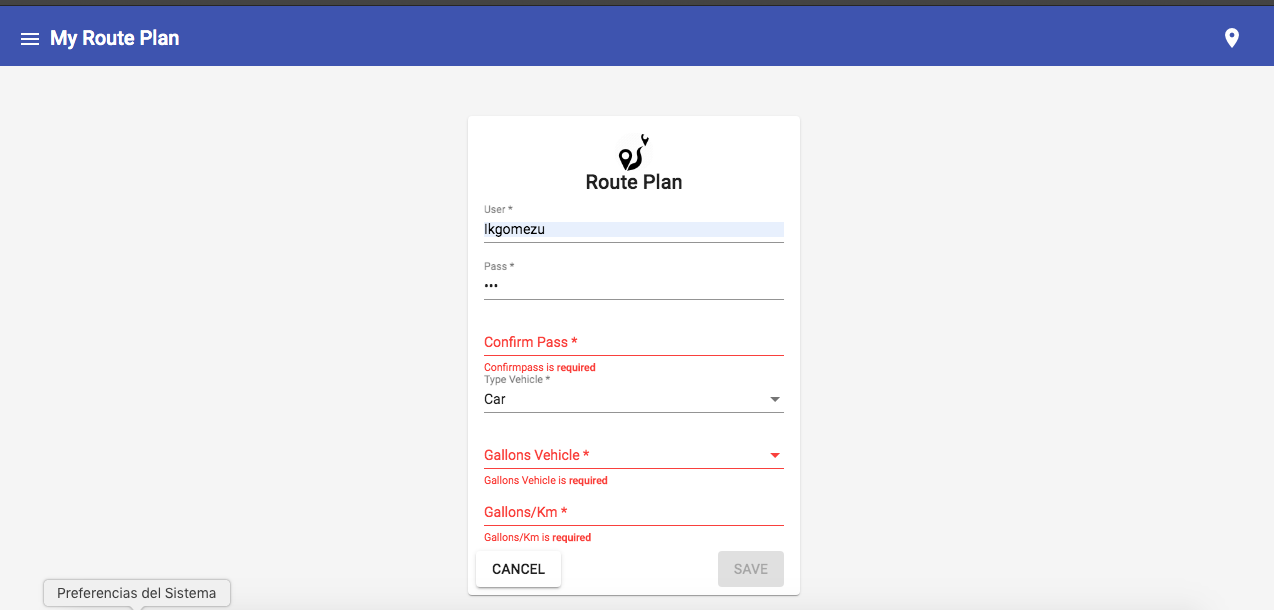 My Route Plan
Route Plan
User *
lkgomezu
Pass *
•••
Confirm Pass *
Confirmpass is required
Type Vehicle *
Car
Gallons Vehicle *
Gallons Vehicle is required
Gallons/Km *
Gallons/Km is required
CANCEL
SAVE
Preferencias del Sistema